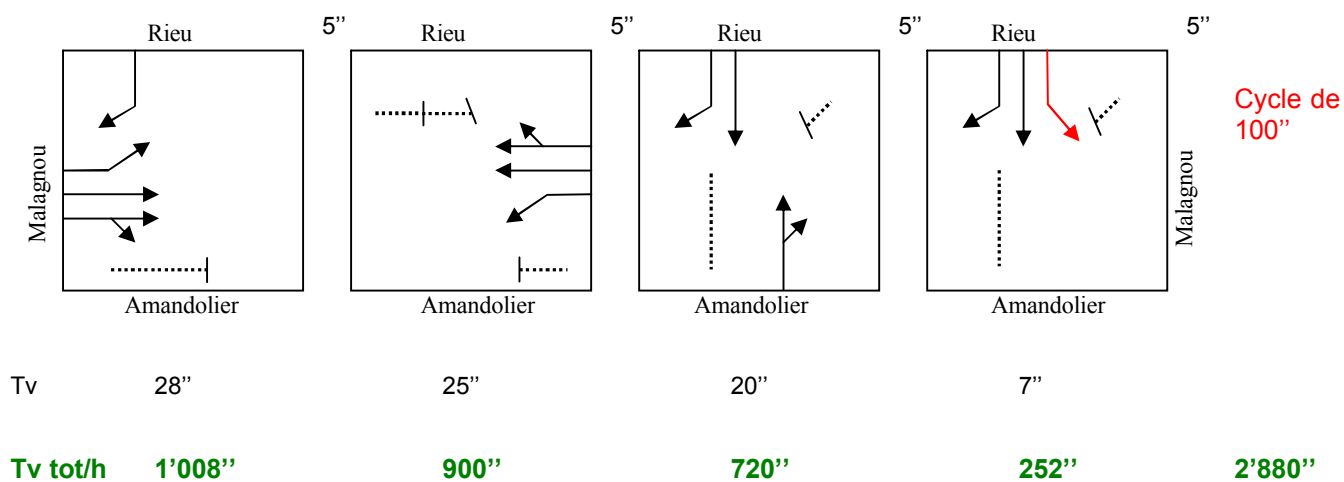 Rieu 5’’ Rieu 5’’ Rieu 5’’ Rieu 5’’
Cycle de
100’’
Malagnou
Malagnou
Amandolier Amandolier Amandolier Amandolier
Tv 28’’ 25’’ 20’’ 7’’
Tv tot/h 1’008’’ 900’’ 720’’ 252’’ 2’880’’